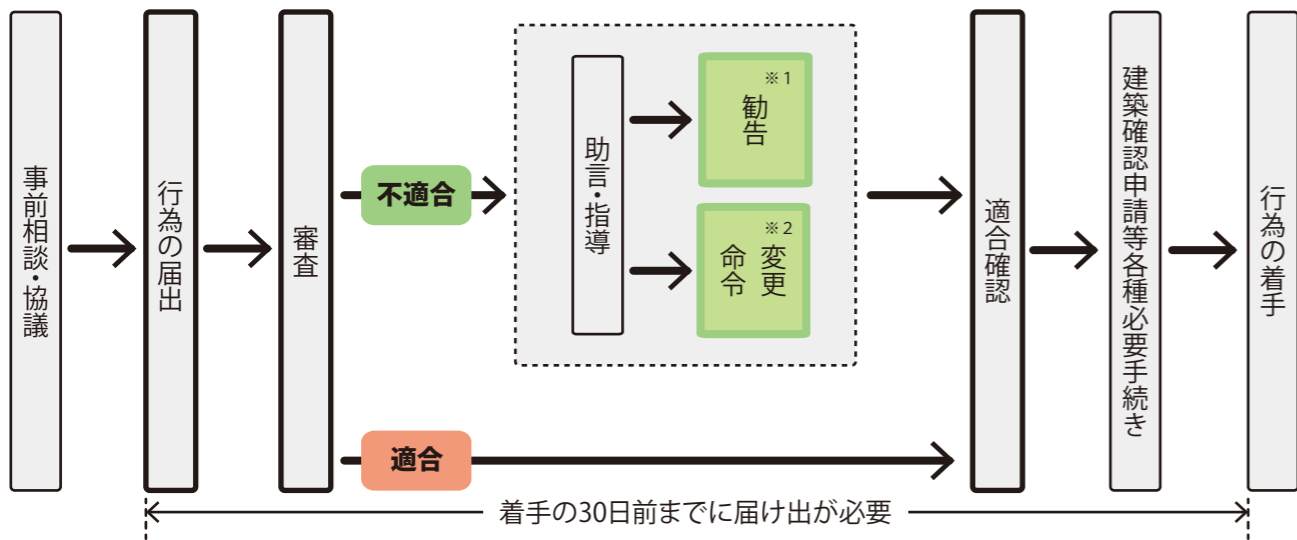 事前相談・協議
行為の届出
審査
不適合
助言・指導
※1
勧告
※2
変更
命令
適合
適合確認
建築確認申請等各種必要手続き
行為の着手
着手の30日前までに届け出が必要